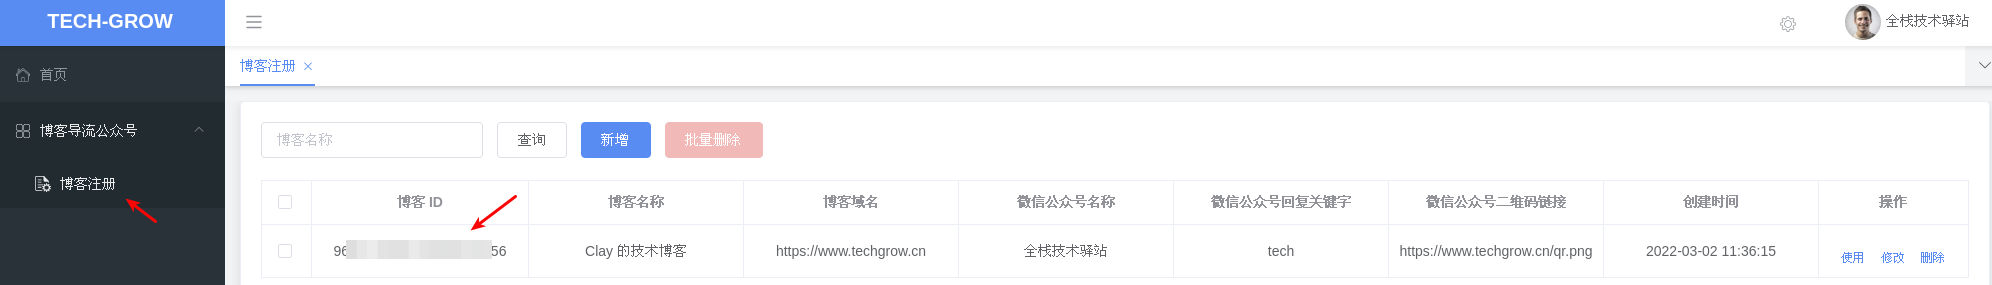 TECH-GROW
全栈技术驿站
首页
博客注册
博客导流公众号
博客注册
博客名称 查询 新增 批量删除
博客 ID 博客名称 博客域名 微信公众号名称 微信公众号回复关键字 微信公众号二维码链接 创建时间 操作
96 56 Clay 的技术博客 https://www.techgrow.cn 全栈技术驿站 tech https://www.techgrow.cn/qr.png 2022-03-02 11:36:15 使用 修改 删除